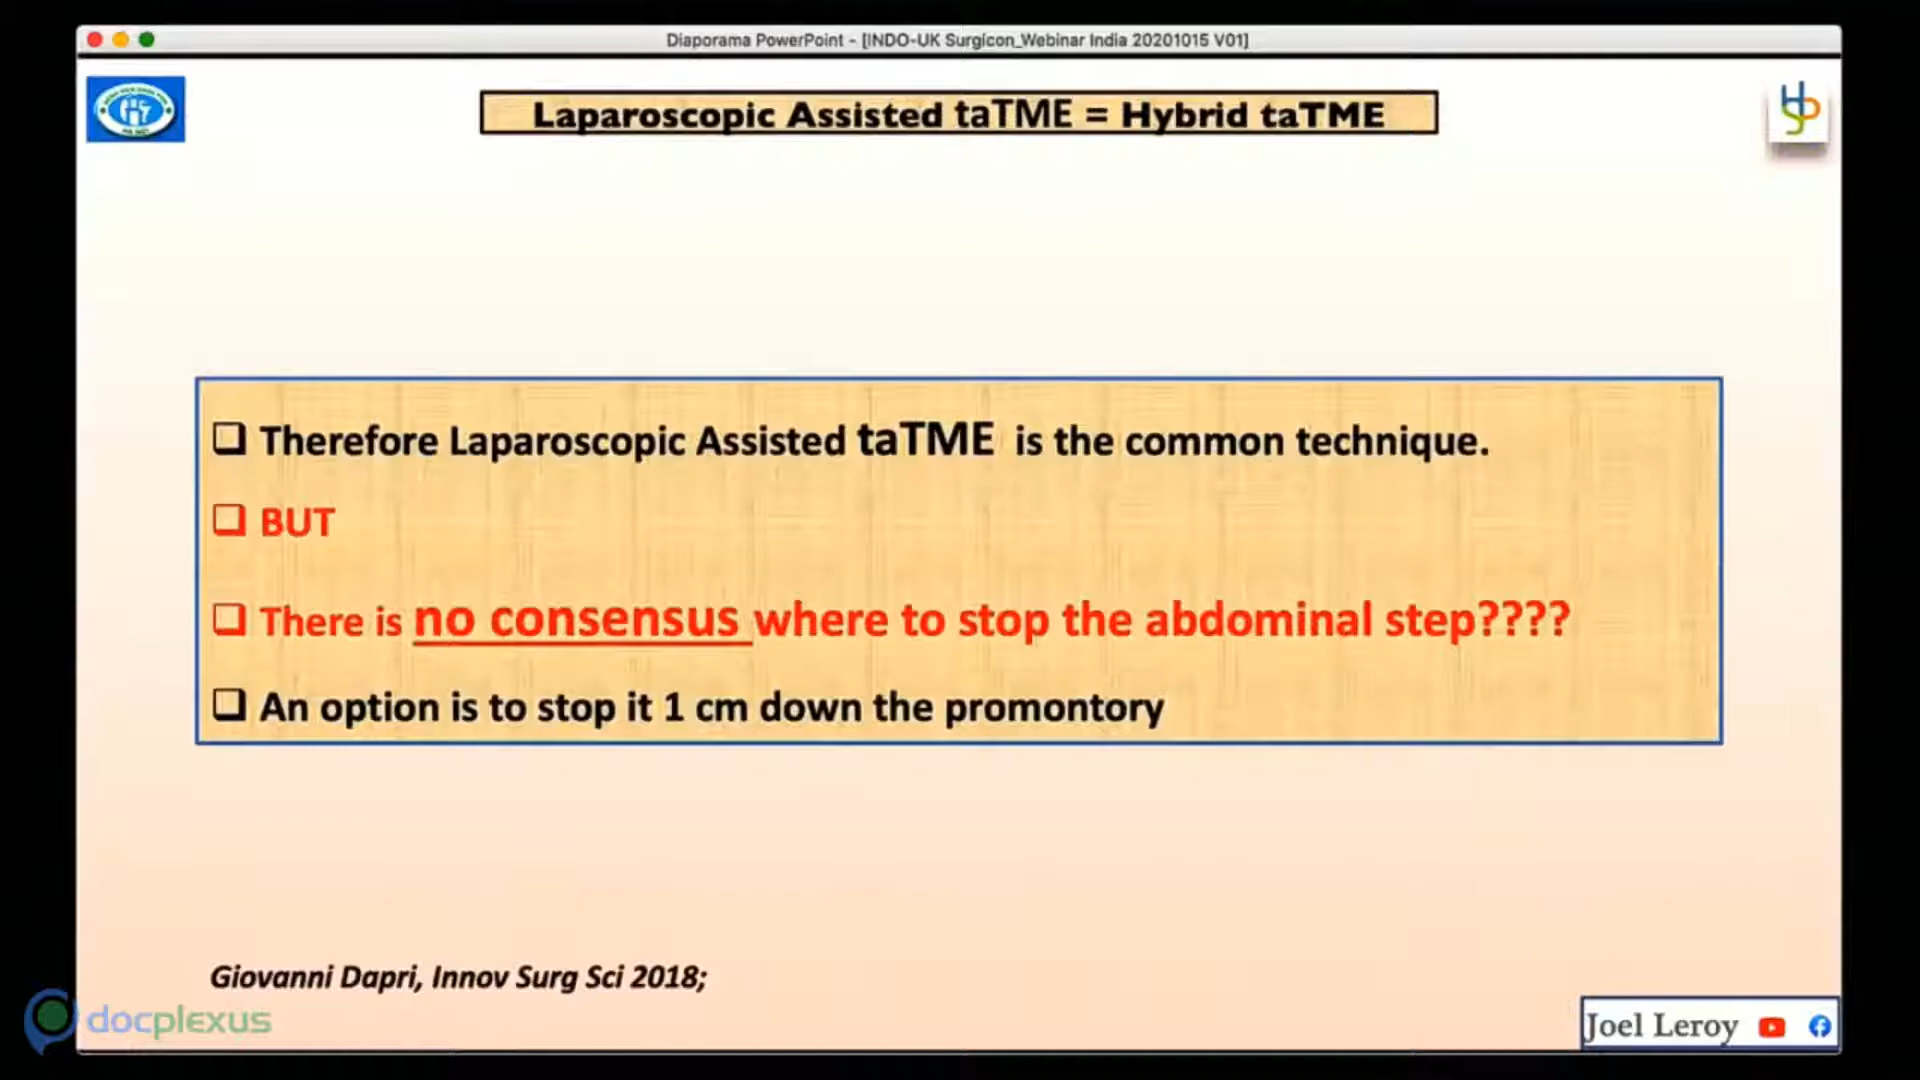 Diaporama PowerPoint - [INDO-UK Surgicon_Webinar India 20201015 V01]
Laparoscopic Assisted taTME = Hybrid taTME
Therefore Laparoscopic Assisted taTME is the common technique.
BUT
There is no consensus where to stop the abdominal step????
An option is to stop it 1 cm down the promontory
Giovanni Dapri, Innov Surg Sci 2018;
docplexus
Joel Leroy